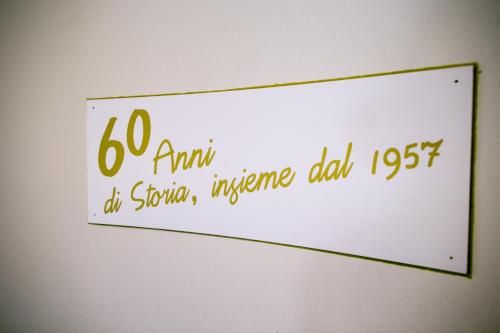 60 Anni
di Storia, insieme dal 1957